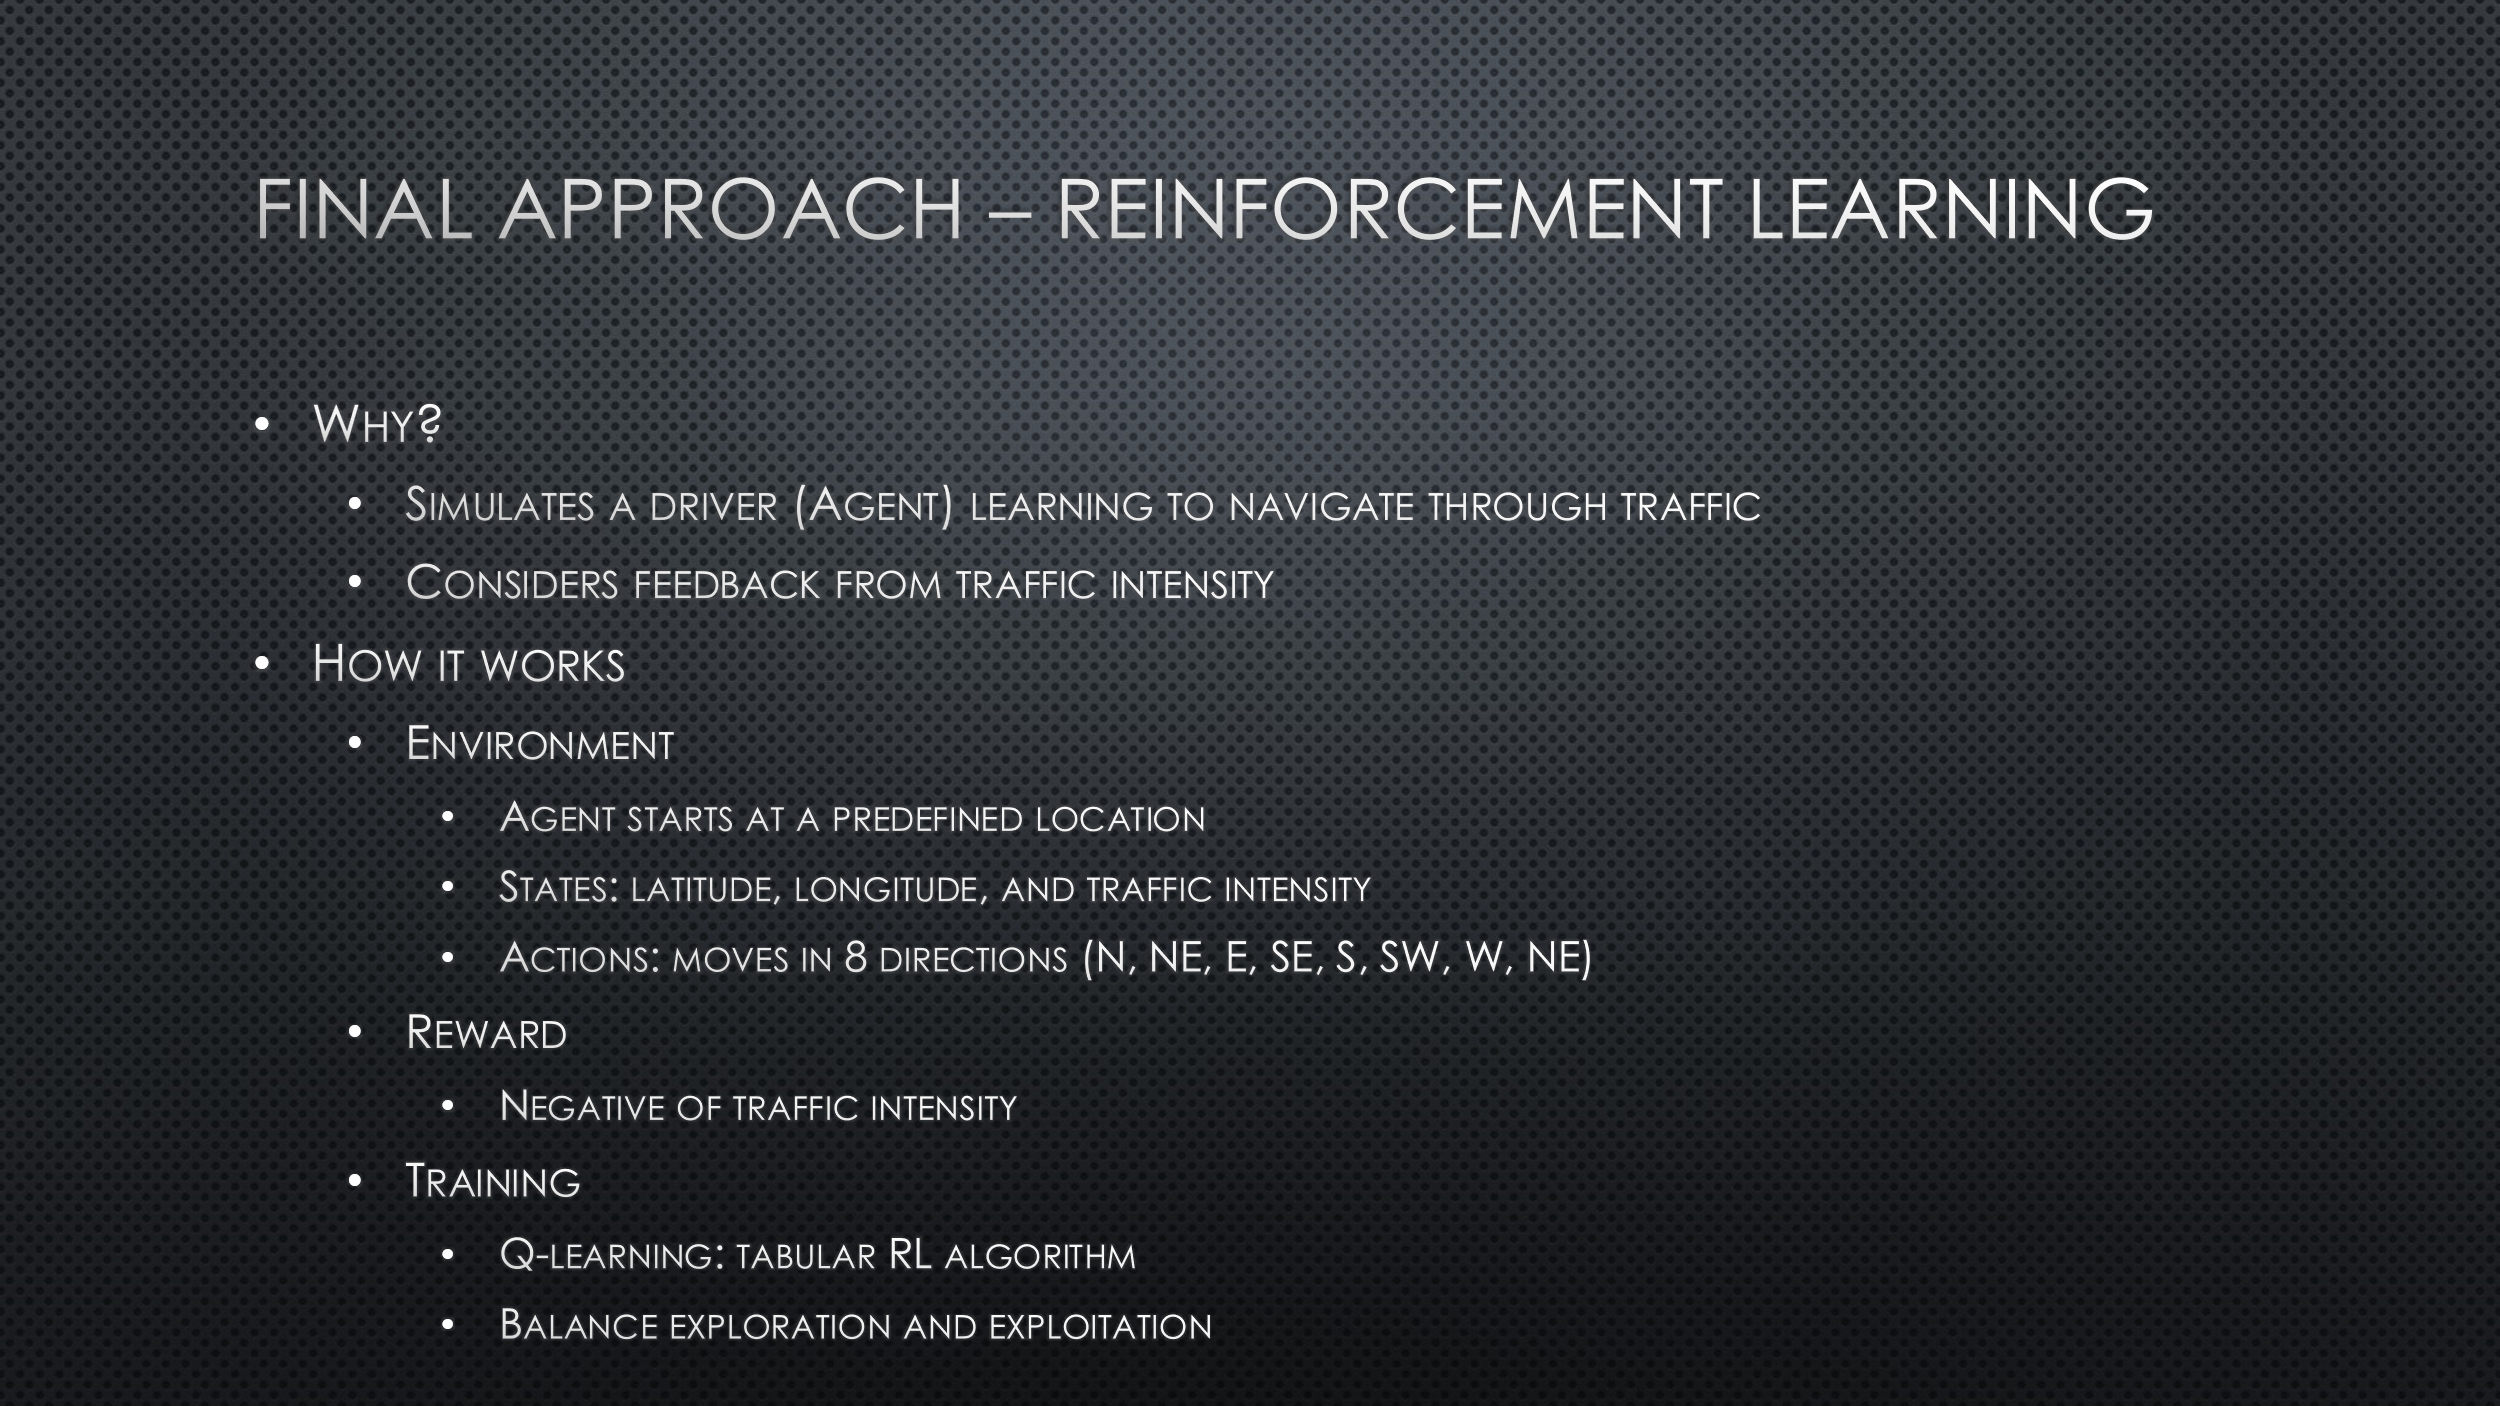 FINAL APPROACH – REINFORCEMENT LEARNING
• WHY?
• SIMULATES A DRIVER (AGENT) LEARNING TO NAVIGATE THROUGH TRAFFIC
• CONSIDERS FEEDBACK FROM TRAFFIC INTENSITY
• HOW IT WORKS
• ENVIRONMENT
• AGENT STARTS AT A PREDEFINED LOCATION
• STATES: LATITUDE, LONGITUDE, AND TRAFFIC INTENSITY
• ACTIONS: MOVES IN 8 DIRECTIONS (N, NE, E, SE, S, SW, W, NE)
• REWARD
• NEGATIVE OF TRAFFIC INTENSITY
• TRAINING
• Q-LEARNING: TABULAR RL ALGORITHM
• BALANCE EXPLORATION AND EXPLOITATION